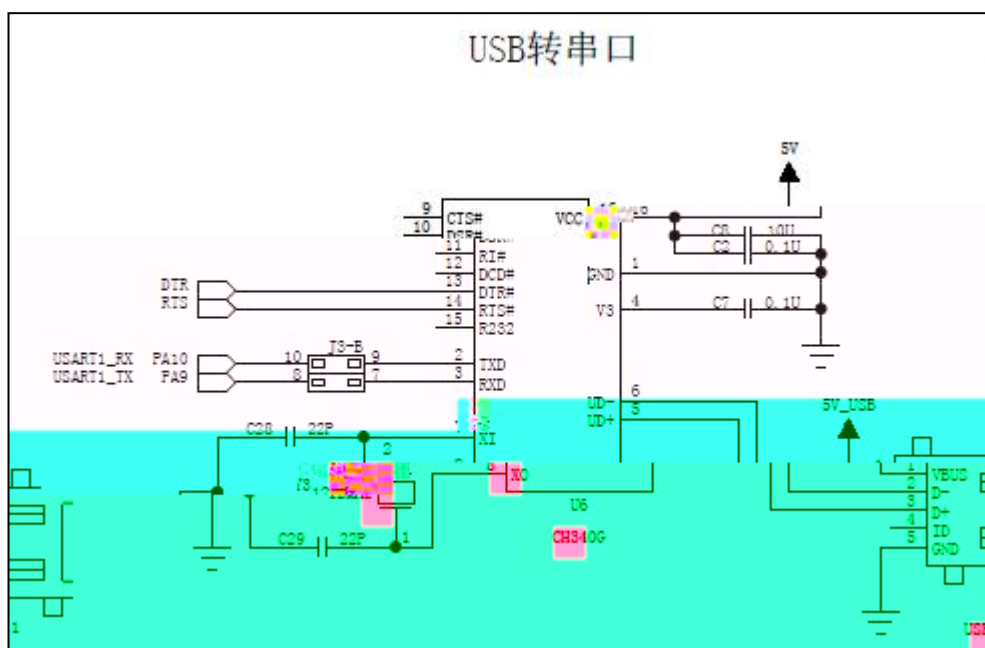 USB转串口
5V
9 CTS# VCC
10 DSR# C8 10U
11 C2 0.1U
12 RI#
DCD# GND 1
DTR 13 DTR#
RTS 14 RTS# V3 4 C7 0.1U
15 R232
J3-B
USART1_RX PA10 10 9 2 TXD
USART1_TX PA9 8 7 3 RXD
UD- 6
UD+ 5
5V_USB
C28 22P XI
2
XO
1 VBUS
2 D-
3 D+
4 ID
5 GND
U6
C29 22P 1
CH340G
1